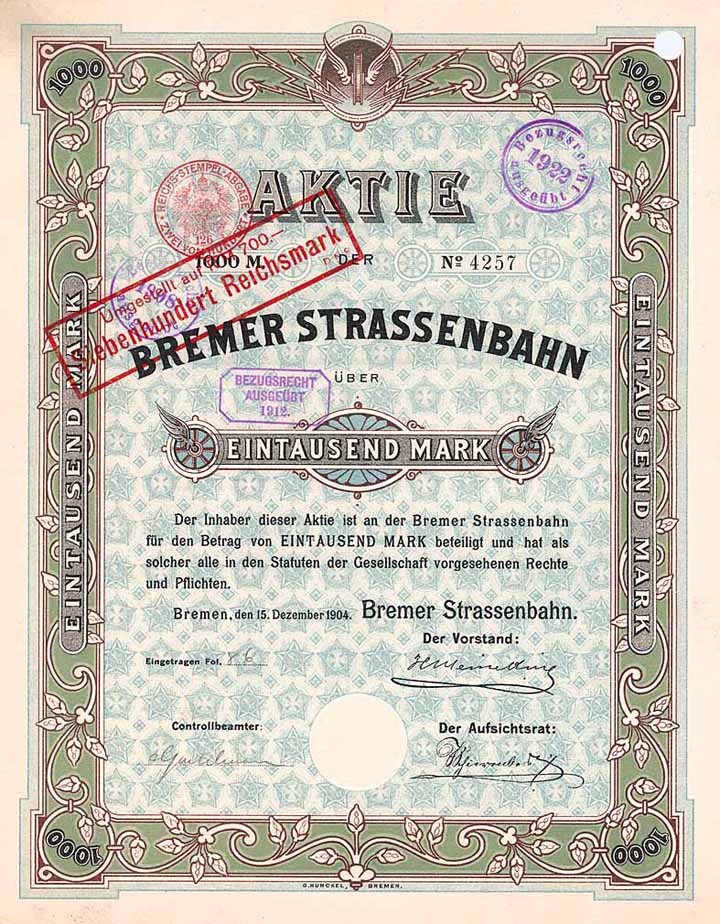 1000
1000
REICHS-STEMPEL-ABGABE
ZWEI VOM HUNDERT
AKTIE
Bezugsrecht
1922
ausgeübt
1000 M.
DER
Nº 4257
Umgestellt auf 700.—
Siebenhundert Reichsmark
1908
BREMER STRASSENBAHN
ÜBER
BEZUGSRECHT
AUSGEÜBT
1912.
EINTAUSEND MARK
EINTAUSEND MARK
EINTAUSEND MARK
Der Inhaber dieser Aktie ist an der Bremer Strassenbahn
für den Betrag von EINTAUSEND MARK beteiligt und hat als
solcher alle in den Statuten der Gesellschaft vorgesehenen Rechte
und Pflichten.
Bremen, den 15. Dezember 1904. Bremer Strassenbahn.
Der Vorstand:
Eingetragen Fol. 86
Controllbeamter:
Der Aufsichtsrat:
1000
1000
G. HUNCKEL, BREMEN.